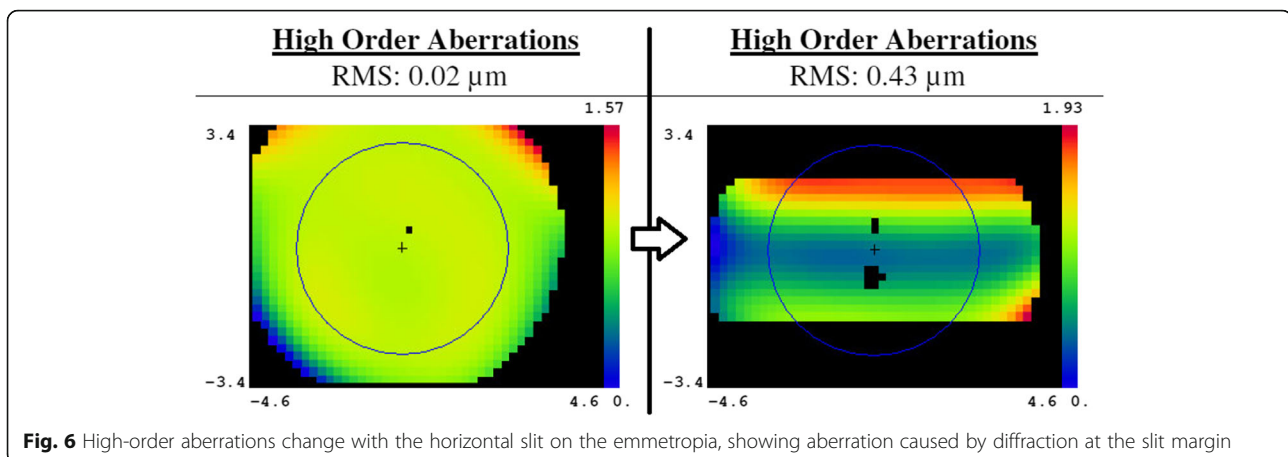 High Order Aberrations
RMS: 0.02 µm
1.57
3.4
−3.4
−4.6 4.6 0.
High Order Aberrations
RMS: 0.43 µm
1.93
3.4
−3.4
−4.6 4.6 0.
Fig. 6 High-order aberrations change with the horizontal slit on the emmetropia, showing aberration caused by diffraction at the slit margin